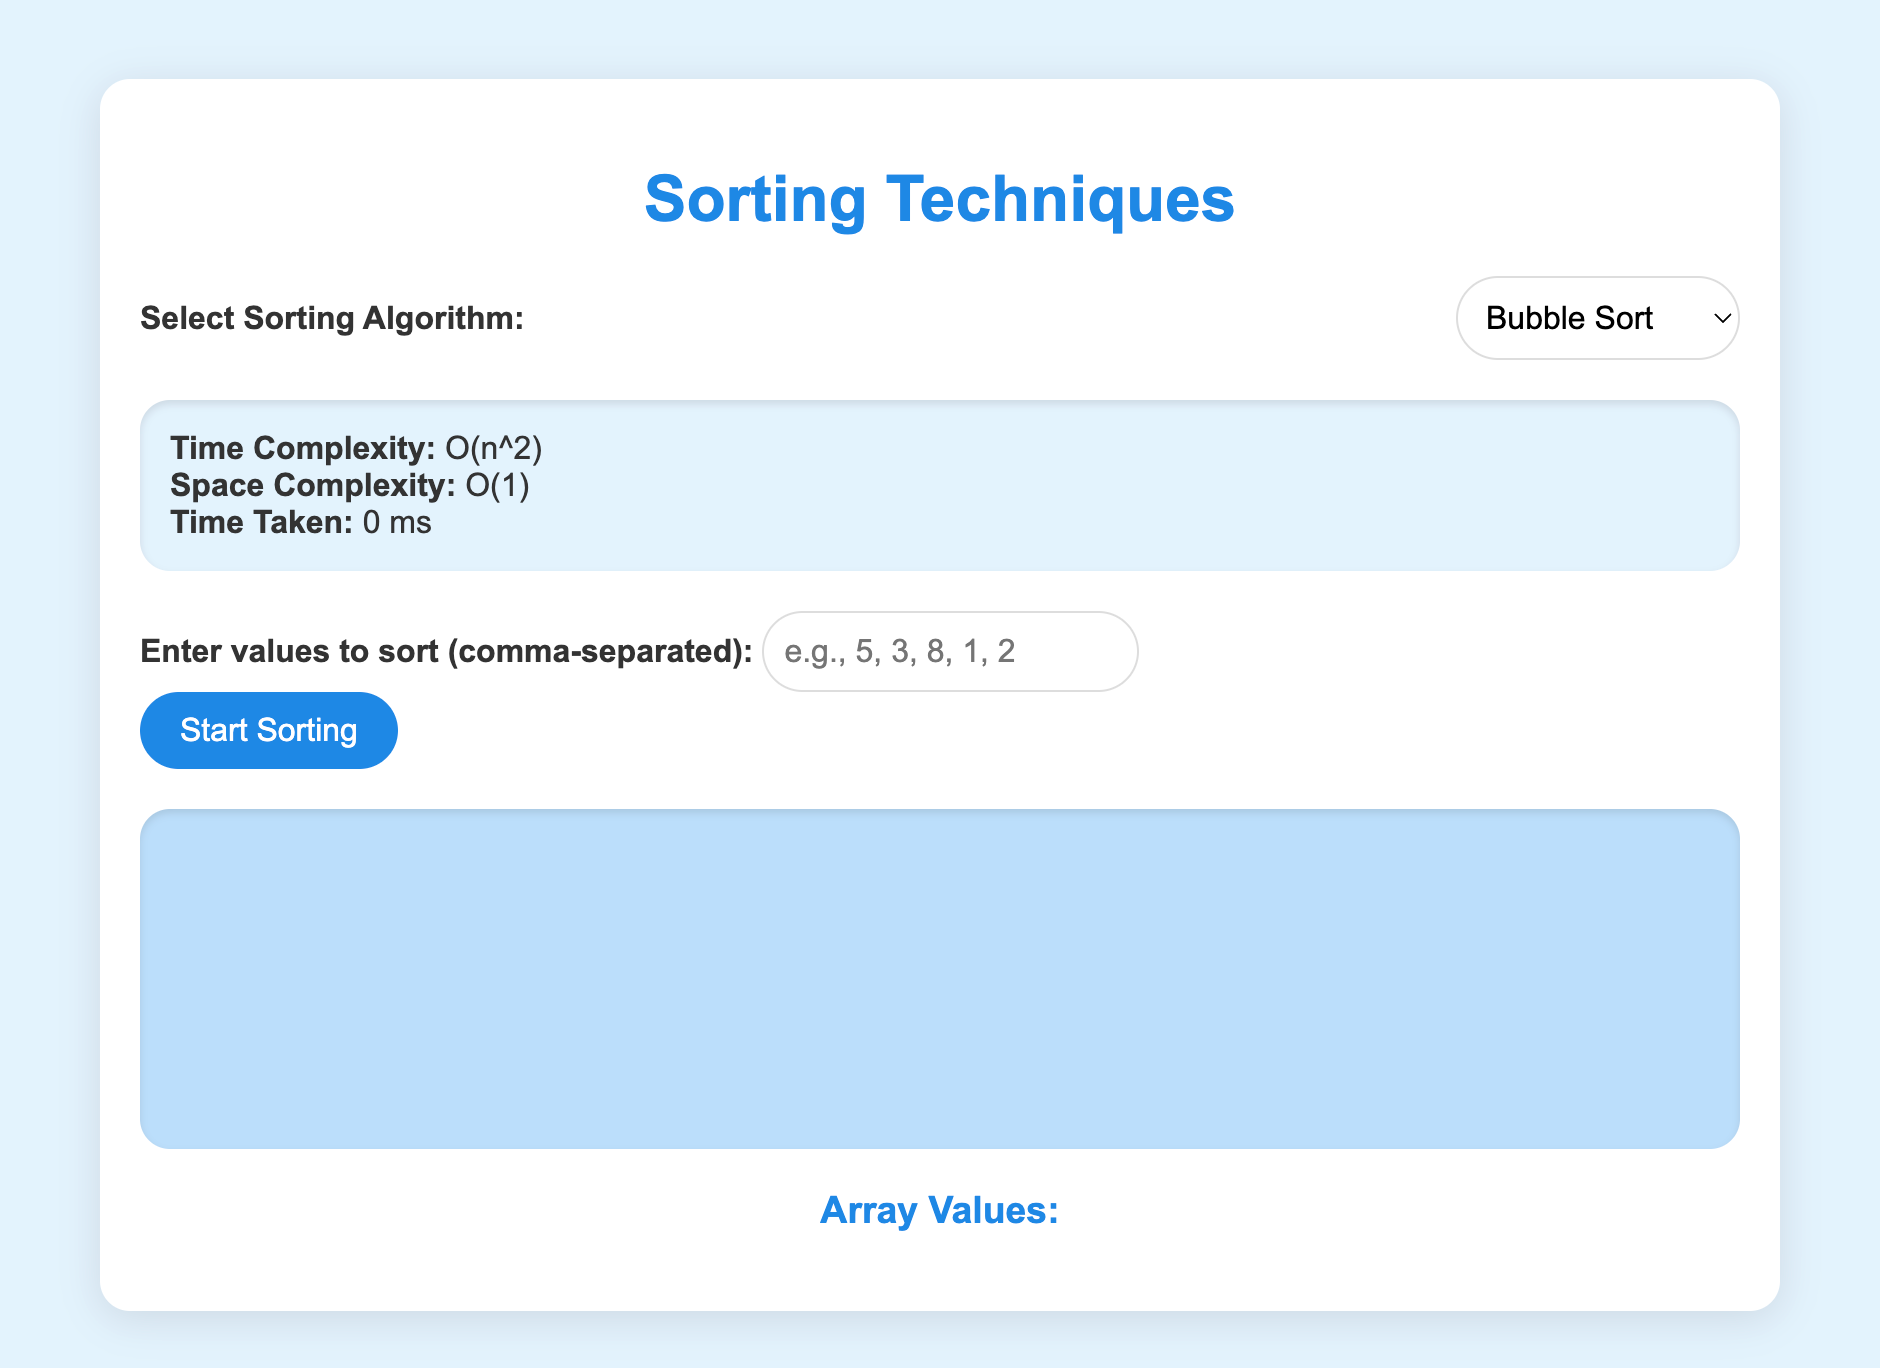 Sorting Techniques
Select Sorting Algorithm:
Bubble Sort
Time Complexity: O(n^2)
Space Complexity: O(1)
Time Taken: 0 ms
Enter values to sort (comma-separated): e.g., 5, 3, 8, 1, 2
Start Sorting
Array Values: